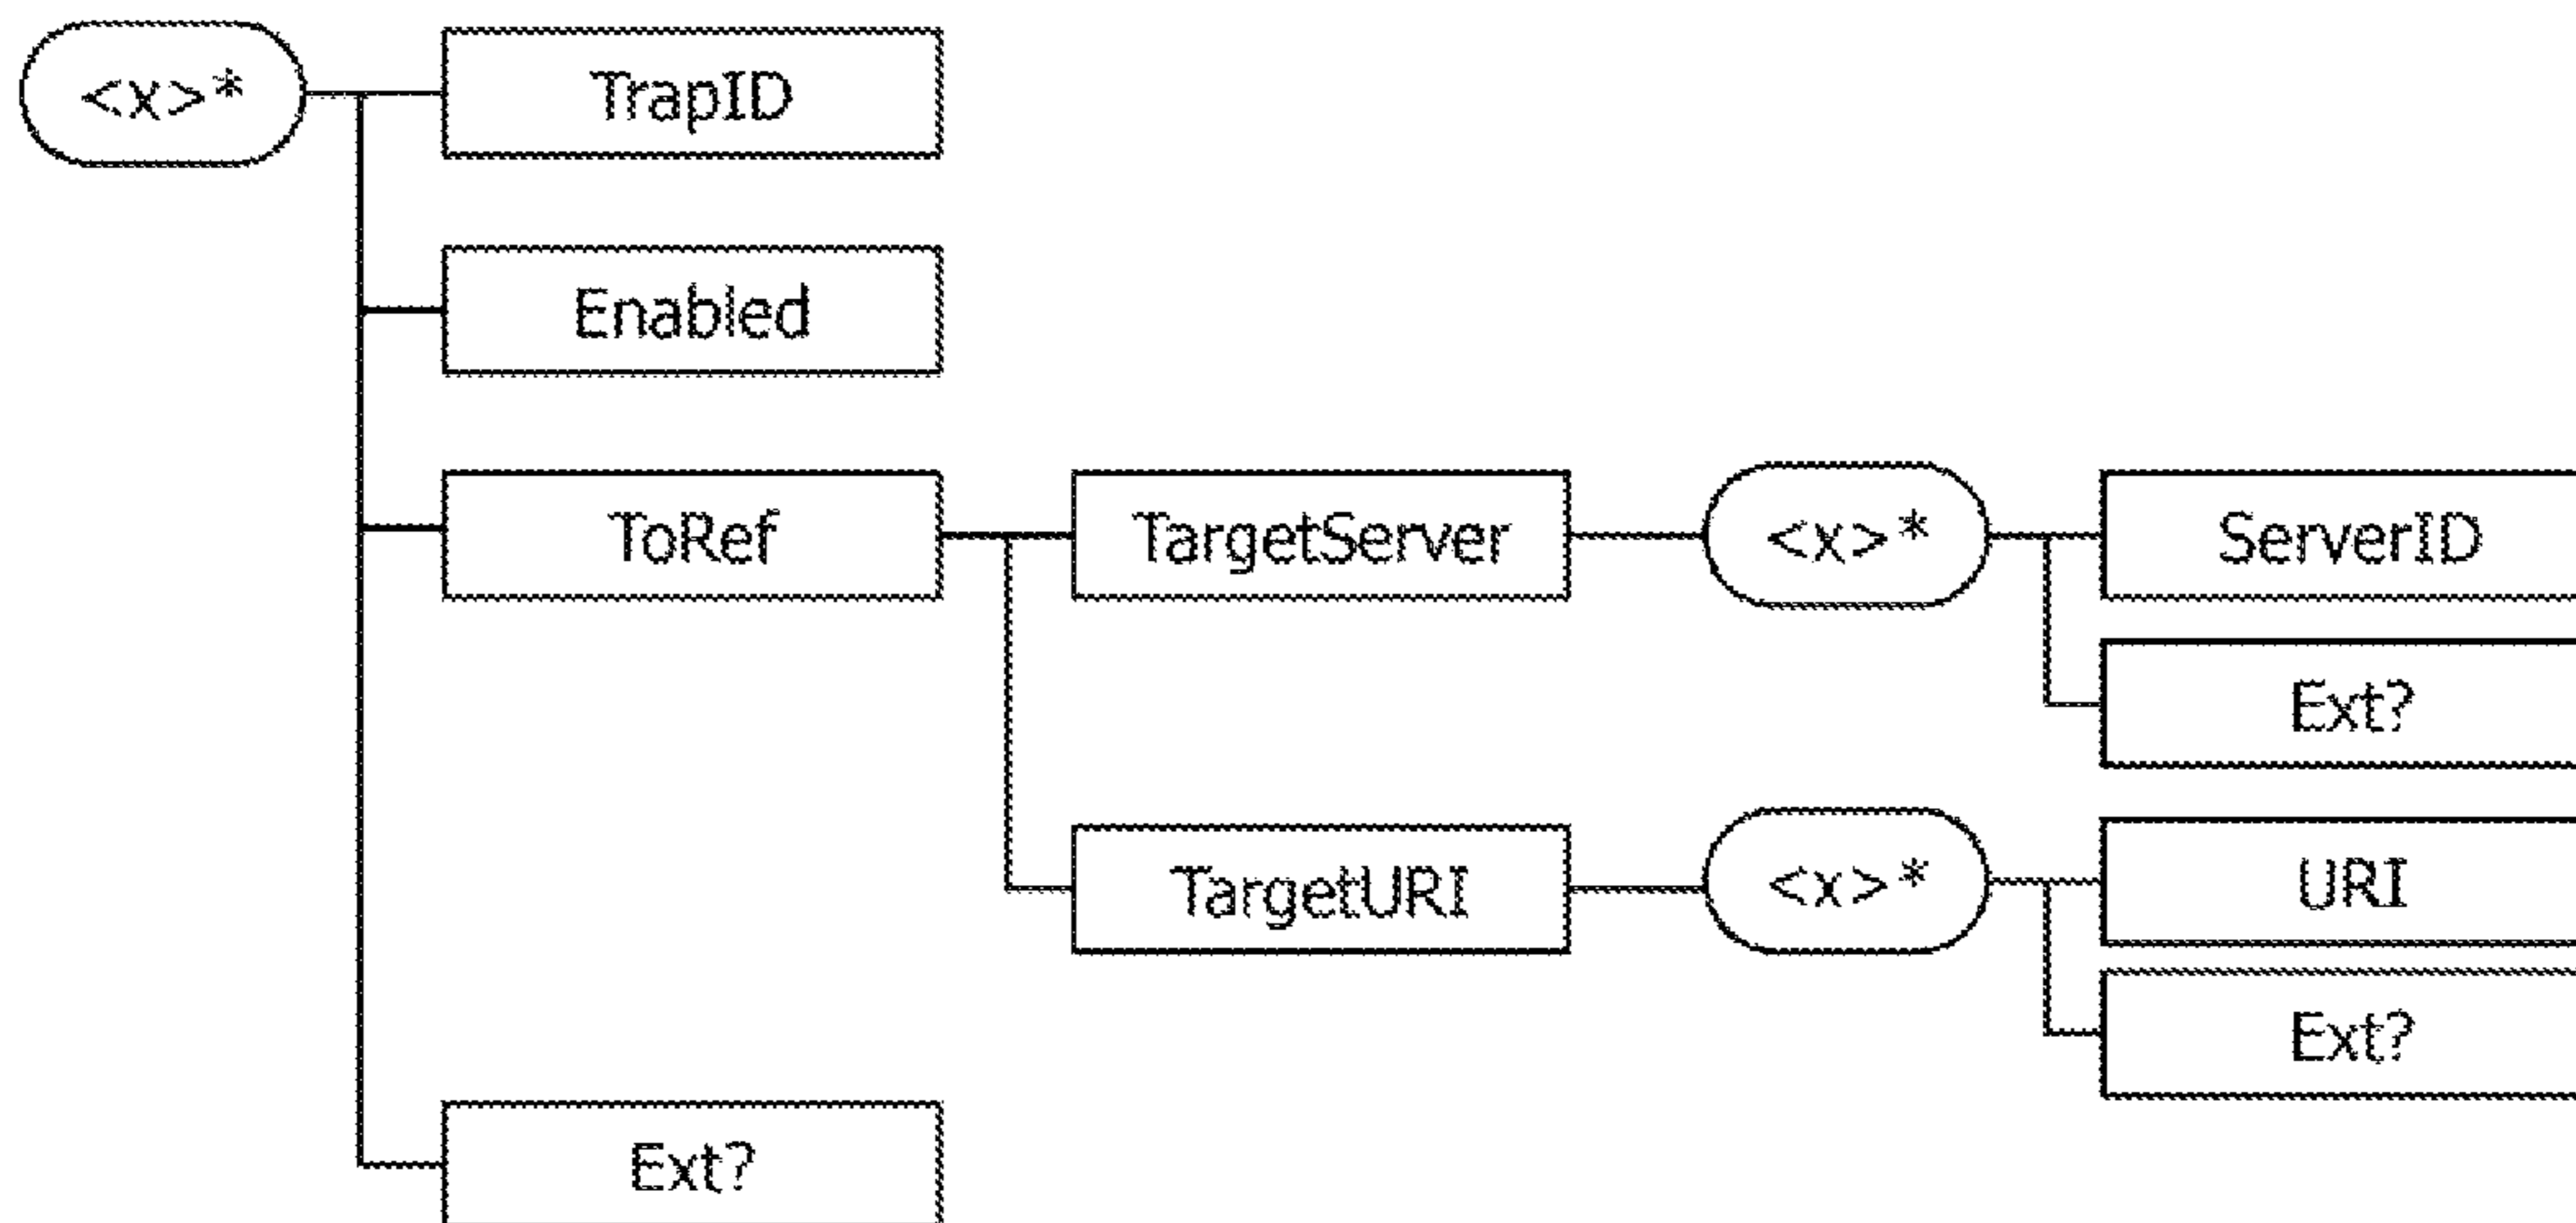 <x>*
TrapID
Enabled
ToRef
TargetServer
<x>*
ServerID
Ext?
TargetURI
<x>*
URI
Ext?
Ext?